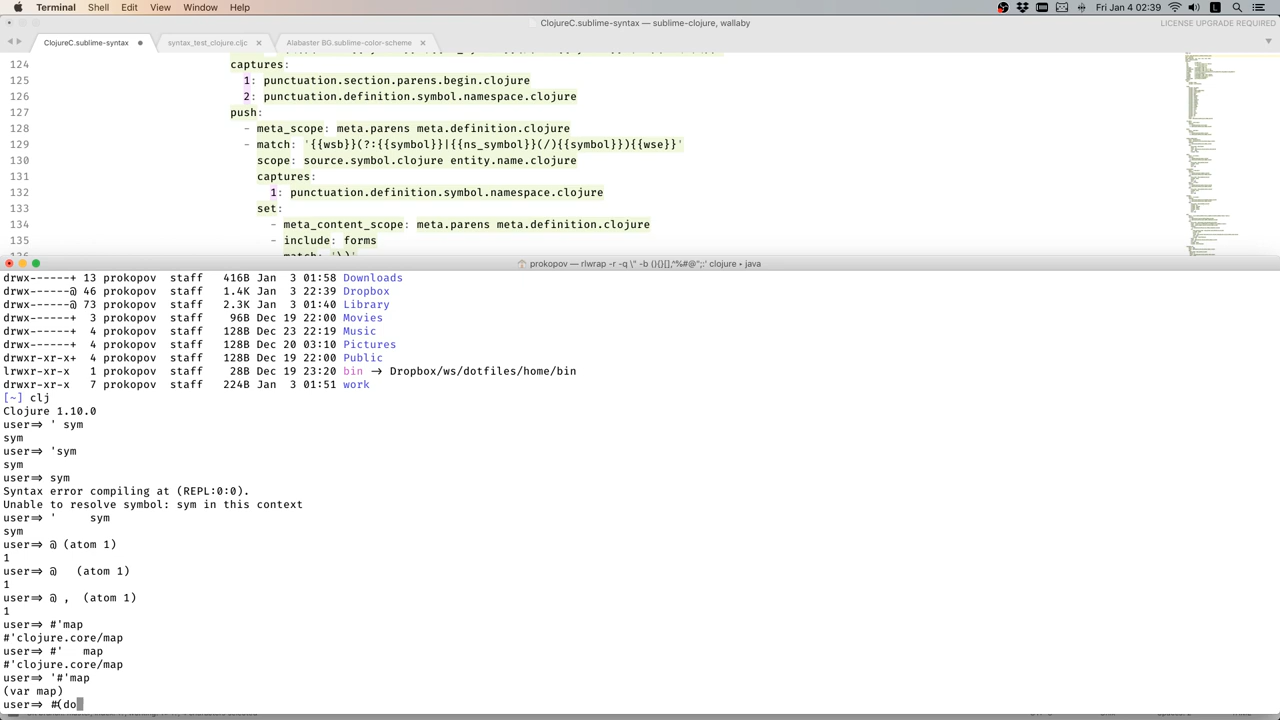 Terminal Shell Edit View Window Help Fri Jan 4 02:39
ClojureC.sublime-syntax — sublime-clojure, wallaby LICENSE UPGRADE REQUIRED
ClojureC.sublime-syntax syntax_test_clojure.cljc Alabaster BG.sublime-color-scheme
124 captures:
125 1: punctuation.section.parens.begin.clojure
126 2: punctuation.definition.symbol.namespace.clojure
127 push:
128 - meta_scope: meta.parens meta.definition.clojure
129 - match: '{{wsb}}(?:{{symbol}}|{{nssymbol}}(/){{symbol}}){{wse}}'
130 scope: source.symbol.clojure entity.name.clojure
131 captures:
132 1: punctuation.definition.symbol.namespace.clojure
133 set:
134 - meta_content_scope: meta.parens meta.definition.clojure
135 - include: forms
prokopov — rlwrap -r -q \" -b (){}[],^%#@";:' clojure • java
drwx------+ 13 prokopov staff 416B Jan 3 01:58 Downloads
drwx------@ 46 prokopov staff 1.4K Jan 3 22:39 Dropbox
drwx------@ 73 prokopov staff 2.3K Jan 3 01:40 Library
drwx------+ 3 prokopov staff 96B Dec 19 22:00 Movies
drwx------+ 4 prokopov staff 128B Dec 23 22:19 Music
drwx------+ 4 prokopov staff 128B Dec 20 03:10 Pictures
drwxr-xr-x+ 4 prokopov staff 128B Dec 19 22:00 Public
lrwxr-xr-x 1 prokopov staff 28B Dec 19 23:20 bin -> Dropbox/ws/dotfiles/home/bin
drwxr-xr-x 7 prokopov staff 224B Jan 3 01:51 work
[~] clj
Clojure 1.10.0
user=> ' sym
sym
user=> 'sym
sym
user=> sym
Syntax error compiling at (REPL:0:0).
Unable to resolve symbol: sym in this context
user=> '     sym
sym
user=> @ (atom 1)
1
user=> @   (atom 1)
1
user=> @ ,  (atom 1)
1
user=> #'map
#'clojure.core/map
user=> #'   map
#'clojure.core/map
user=> '#'map
(var map)
user=> #(do